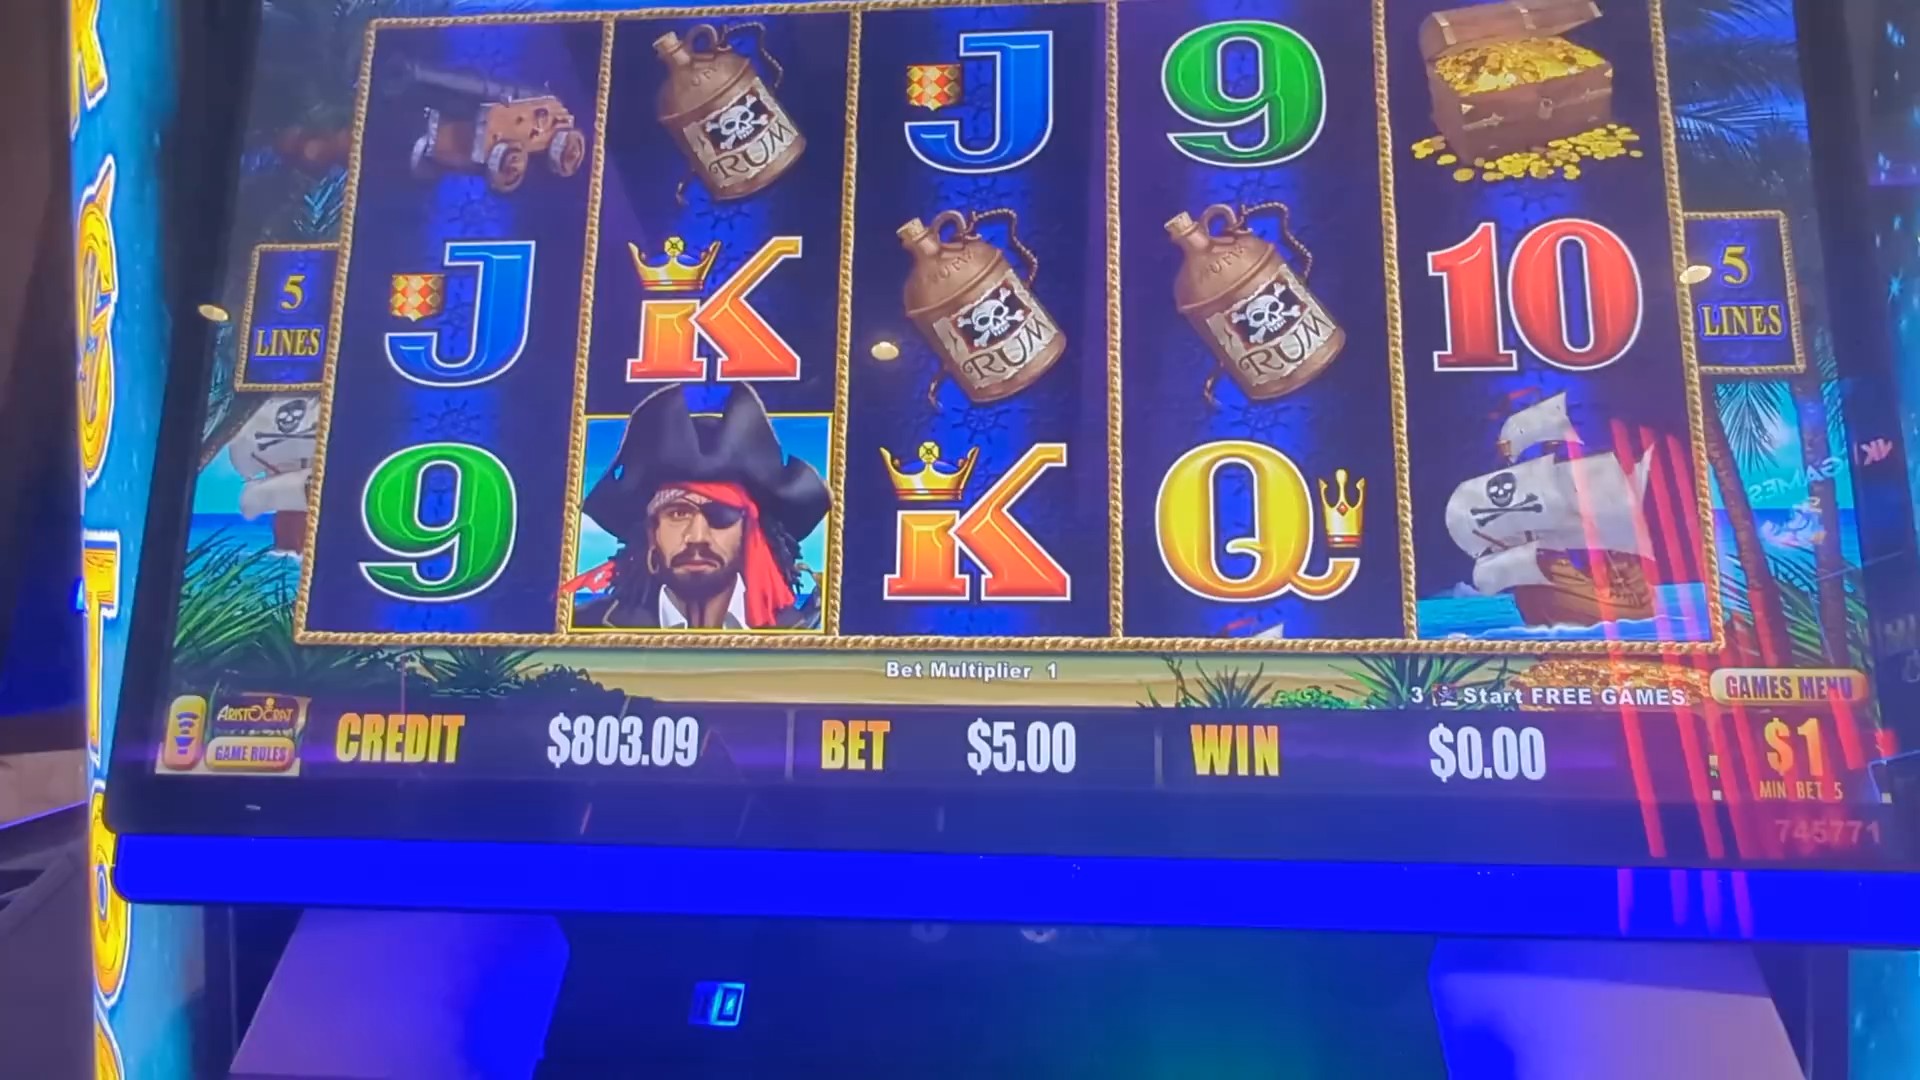 RUM
J
9
J
K
RUM
RUM
10
5
LINES
5
LINES
9
K
Q
Bet Multiplier 1
3 Start FREE GAMES
GAMES MENU
ARISTOCRAT
GAME RULES
CREDIT $803.09 BET $5.00 WIN $0.00
$1
MIN BET 5
745771